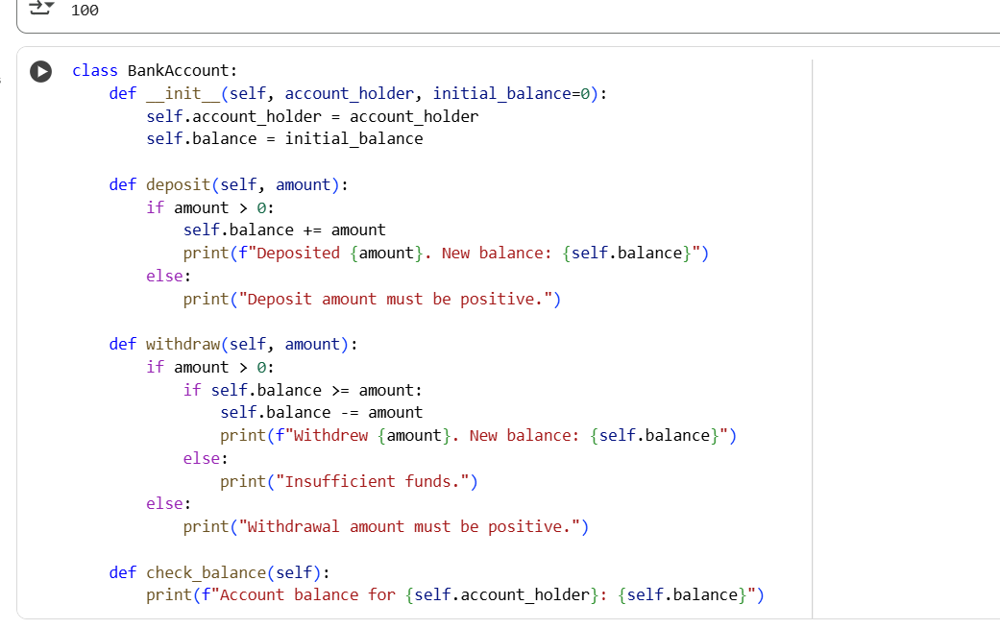 100
class BankAccount:
    def __init__(self, account_holder, initial_balance=0):
        self.account_holder = account_holder
        self.balance = initial_balance

    def deposit(self, amount):
        if amount > 0:
            self.balance += amount
            print(f"Deposited {amount}. New balance: {self.balance}")
        else:
            print("Deposit amount must be positive.")

    def withdraw(self, amount):
        if amount > 0:
            if self.balance >= amount:
                self.balance -= amount
                print(f"Withdrew {amount}. New balance: {self.balance}")
            else:
                print("Insufficient funds.")
        else:
            print("Withdrawal amount must be positive.")

    def check_balance(self):
        print(f"Account balance for {self.account_holder}: {self.balance}")